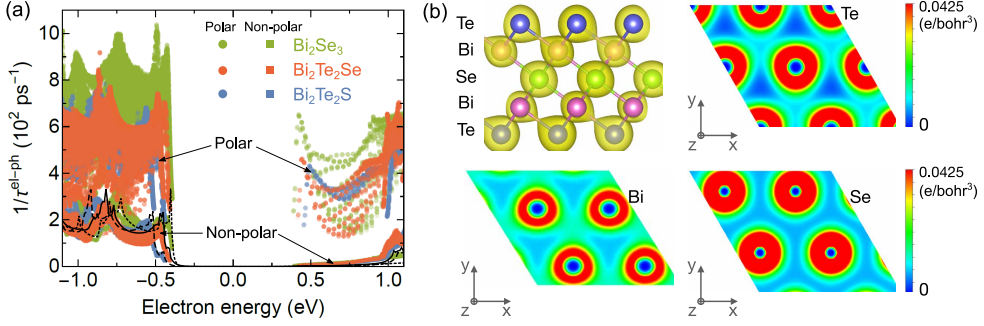 (a)
Polar Non-polar
Bi₂Se₃
Bi₂Te₂Se
Bi₂Te₂S
Polar
Non-polar
1/τᵉˡ⁻ᵖʰ (10² ps⁻¹)
10
8
6
4
2
0
-1.0 -0.5 0.0 0.5 1.0
Electron energy (eV)
(b)
Te
Bi
Se
Bi
Te
Te
0.0425
(e/bohr³)
0
y
z x
Bi
y
z x
Se
0.0425
(e/bohr³)
0
y
z x